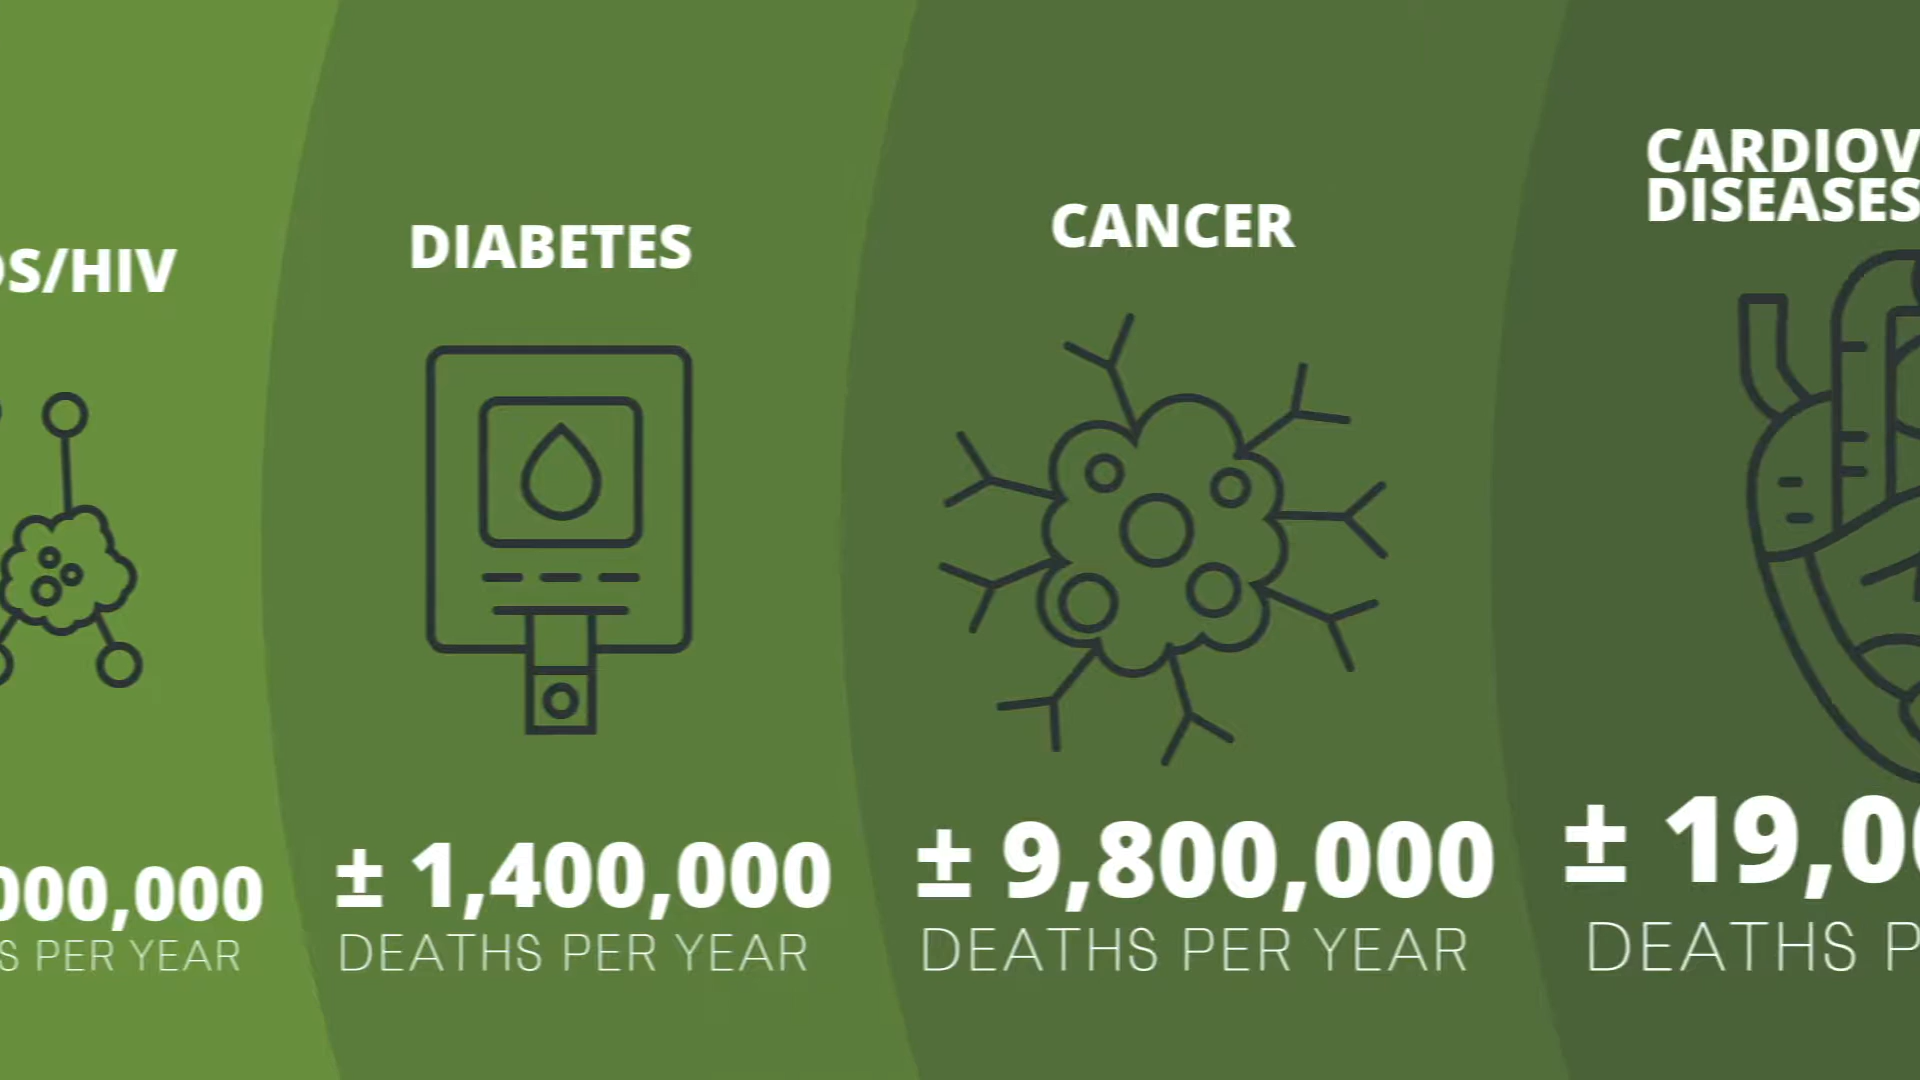 DS/HIV
000,000
S PER YEAR
DIABETES
± 1,400,000
DEATHS PER YEAR
CANCER
± 9,800,000
DEATHS PER YEAR
CARDIOV
DISEASES
± 19,00
DEATHS P